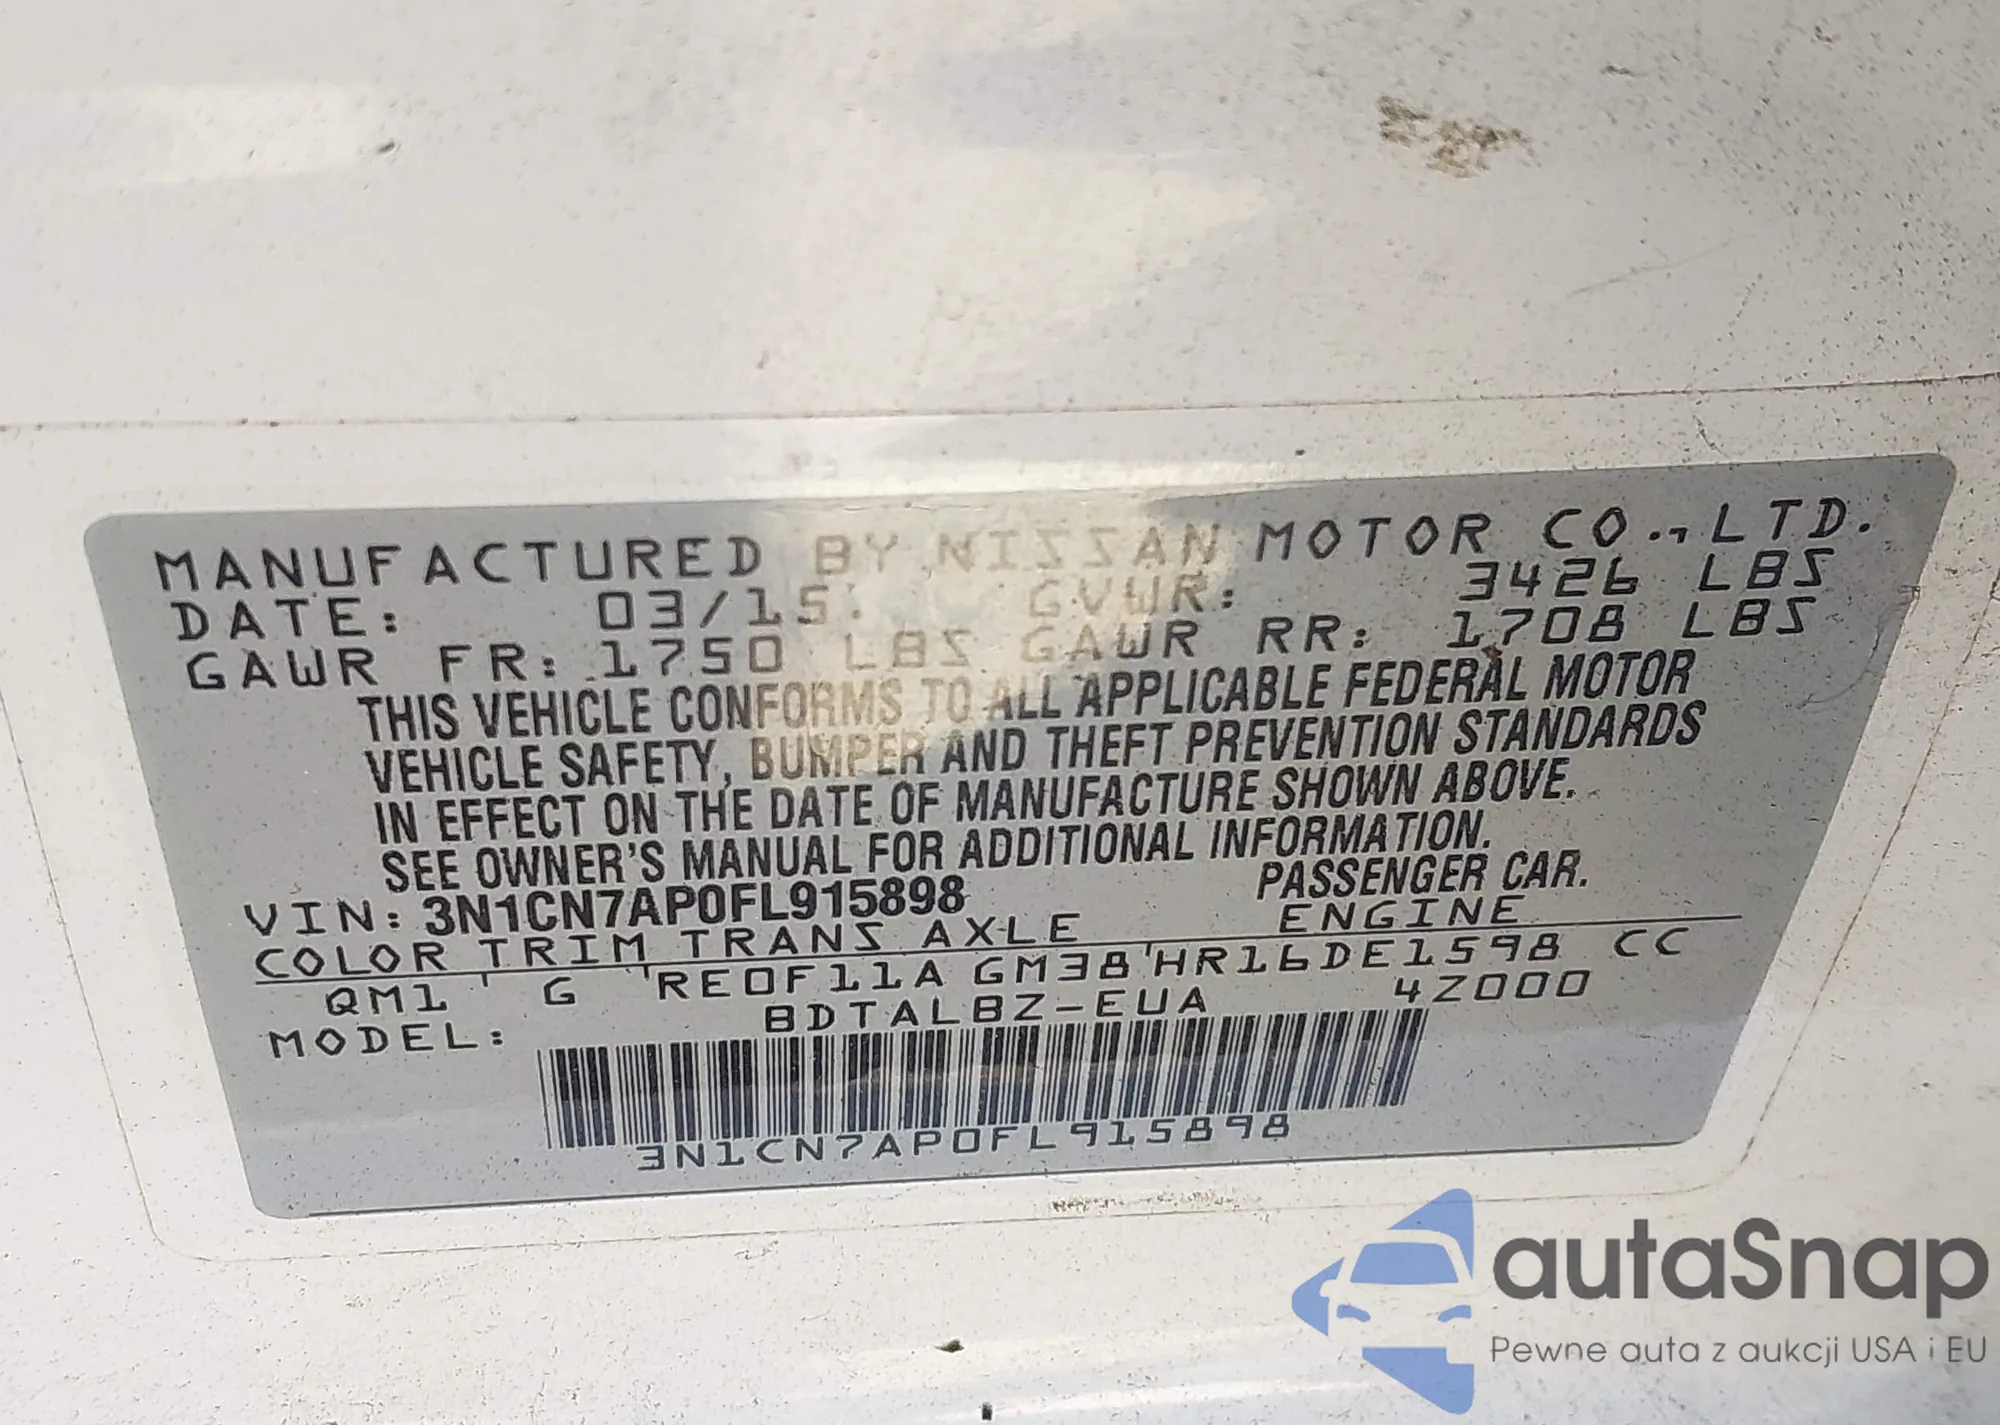 MANUFACTURED BY NISSAN MOTOR CO., LTD.
DATE: 03/15 GVWR: 3426 LBS
GAWR FR: 1750 LBS GAWR RR: 1708 LBS
THIS VEHICLE CONFORMS TO ALL APPLICABLE FEDERAL MOTOR
VEHICLE SAFETY, BUMPER AND THEFT PREVENTION STANDARDS
IN EFFECT ON THE DATE OF MANUFACTURE SHOWN ABOVE.
SEE OWNER'S MANUAL FOR ADDITIONAL INFORMATION.
VIN: 3N1CN7AP0FL915898 PASSENGER CAR.
COLOR TRIM TRANS AXLE ENGINE
QM1 G RE0F11A GM38 HR16DE1598 CC
MODEL: BDTALBZ-EUA 4Z000
3N1CN7AP0FL915898
autaSnap
Pewne auta z aukcji USA i EU